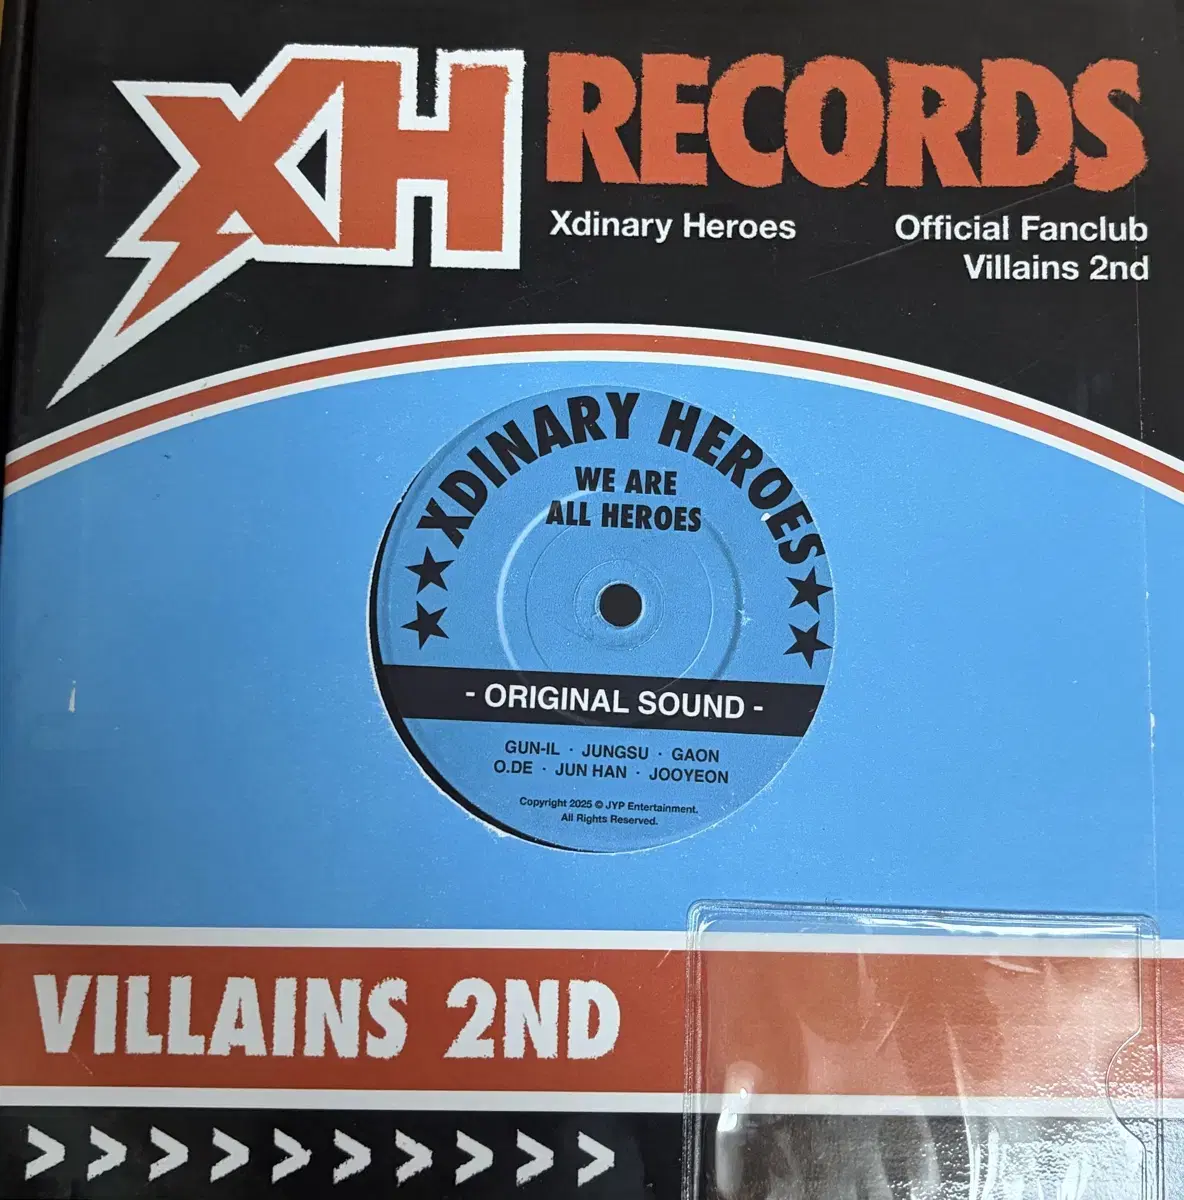 XH RECORDS
Xdinary Heroes
Official Fanclub
Villains 2nd
XDINARY HEROES
WE ARE
ALL HEROES
- ORIGINAL SOUND -
GUN-IL · JUNGSU · GAON
O.DE · JUN HAN · JOOYEON
Copyright 2025 © JYP Entertainment.
All Rights Reserved.
VILLAINS 2ND